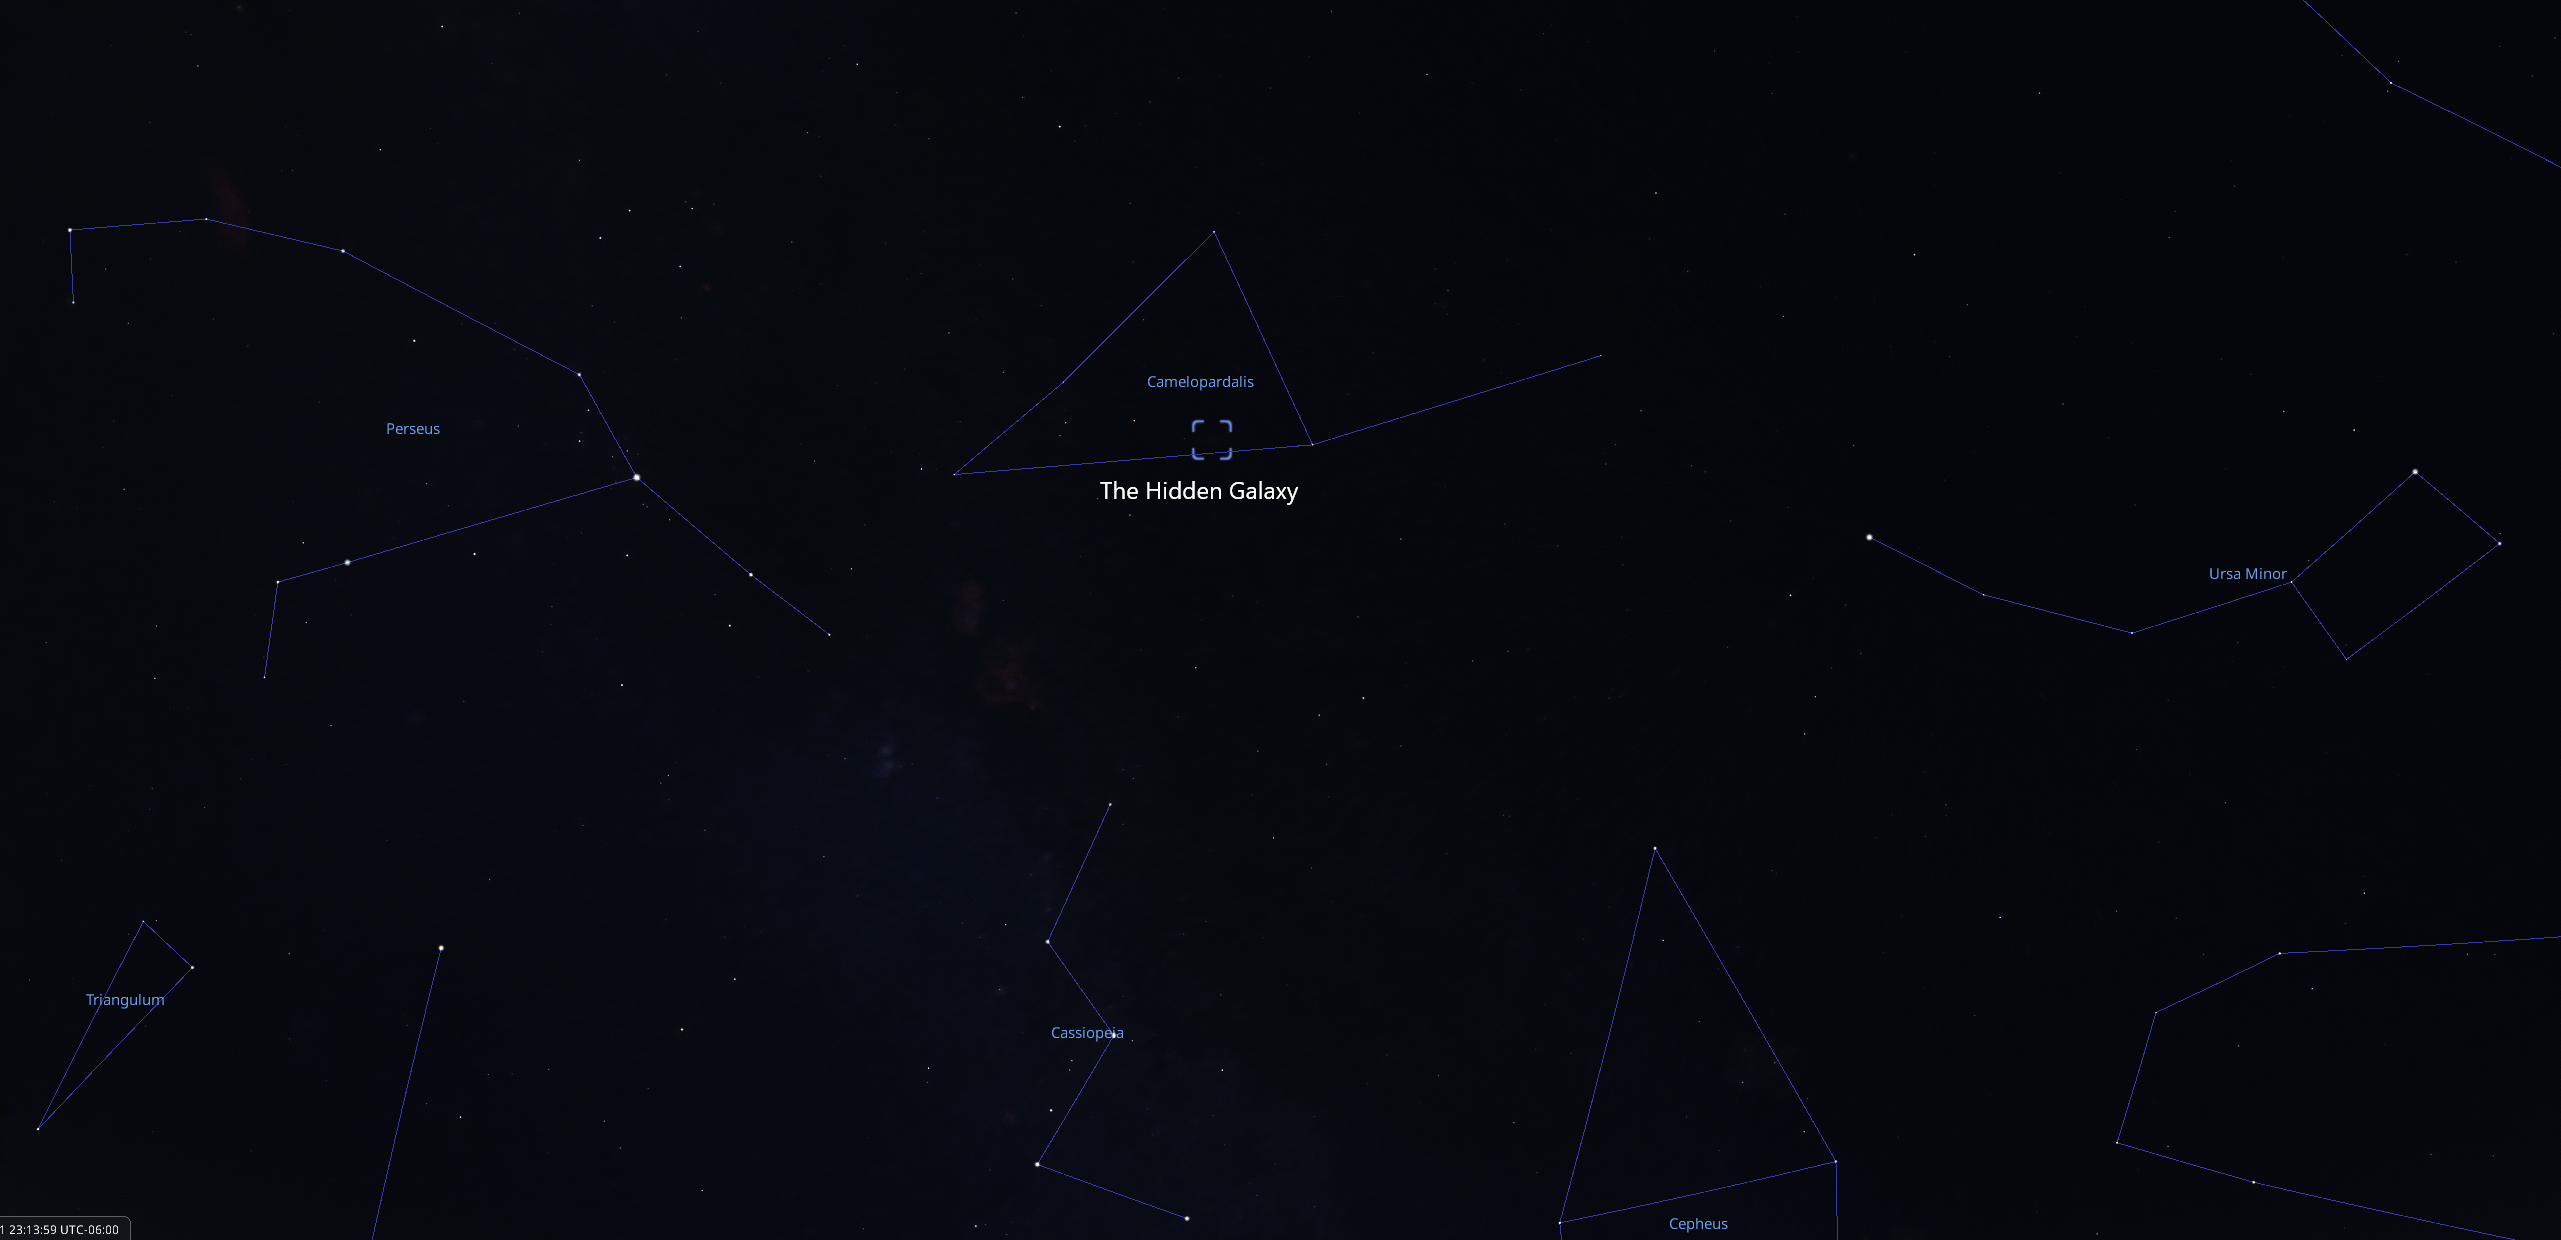 Camelopardalis
Perseus
The Hidden Galaxy
Ursa Minor
Triangulum
Cassiopeia
Cepheus
1 23:13:59 UTC-06:00